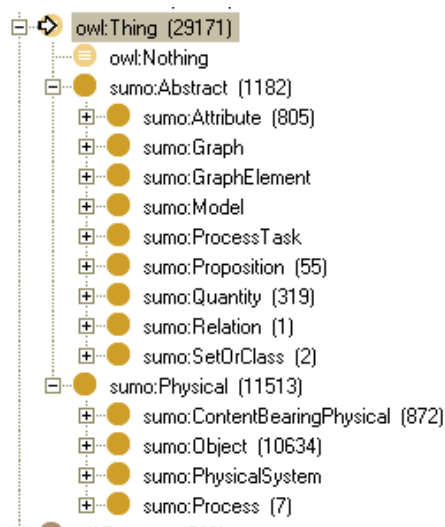 owl:Thing (29171)
owl:Nothing
sumo:Abstract (1182)
sumo:Attribute (805)
sumo:Graph
sumo:GraphElement
sumo:Model
sumo:ProcessTask
sumo:Proposition (55)
sumo:Quantity (319)
sumo:Relation (1)
sumo:SetOrClass (2)
sumo:Physical (11513)
sumo:ContentBearingPhysical (872)
sumo:Object (10634)
sumo:PhysicalSystem
sumo:Process (7)